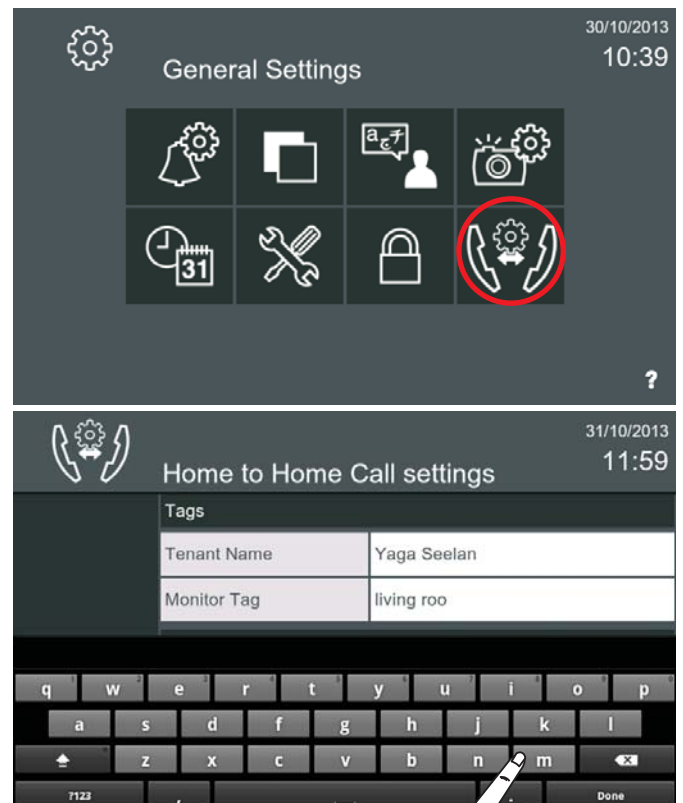 30/10/2013
10:39
General Settings
31
?
31/10/2013
11:59
Home to Home Call settings
Tags
Tenant Name Yaga Seelan
Monitor Tag living roo
q w e r t y u i o p
a s d f g h j k l
z x c v b n m
?123 , . Done